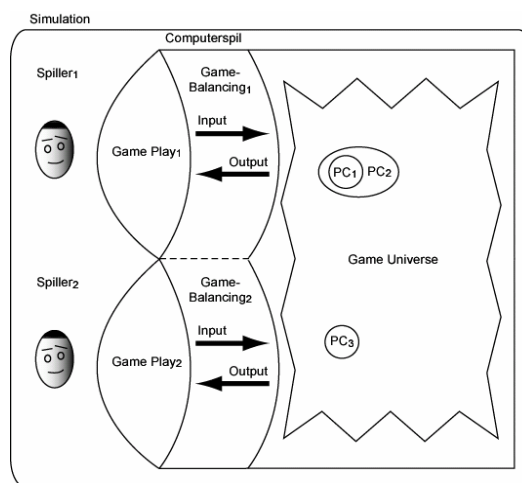 Simulation
Computerspil
Spiller1
Game-
Balancing1
Input
Game Play1
Output
PC1 PC2
Game Universe
Spiller2
Game-
Balancing2
Input
Game Play2
Output
PC3